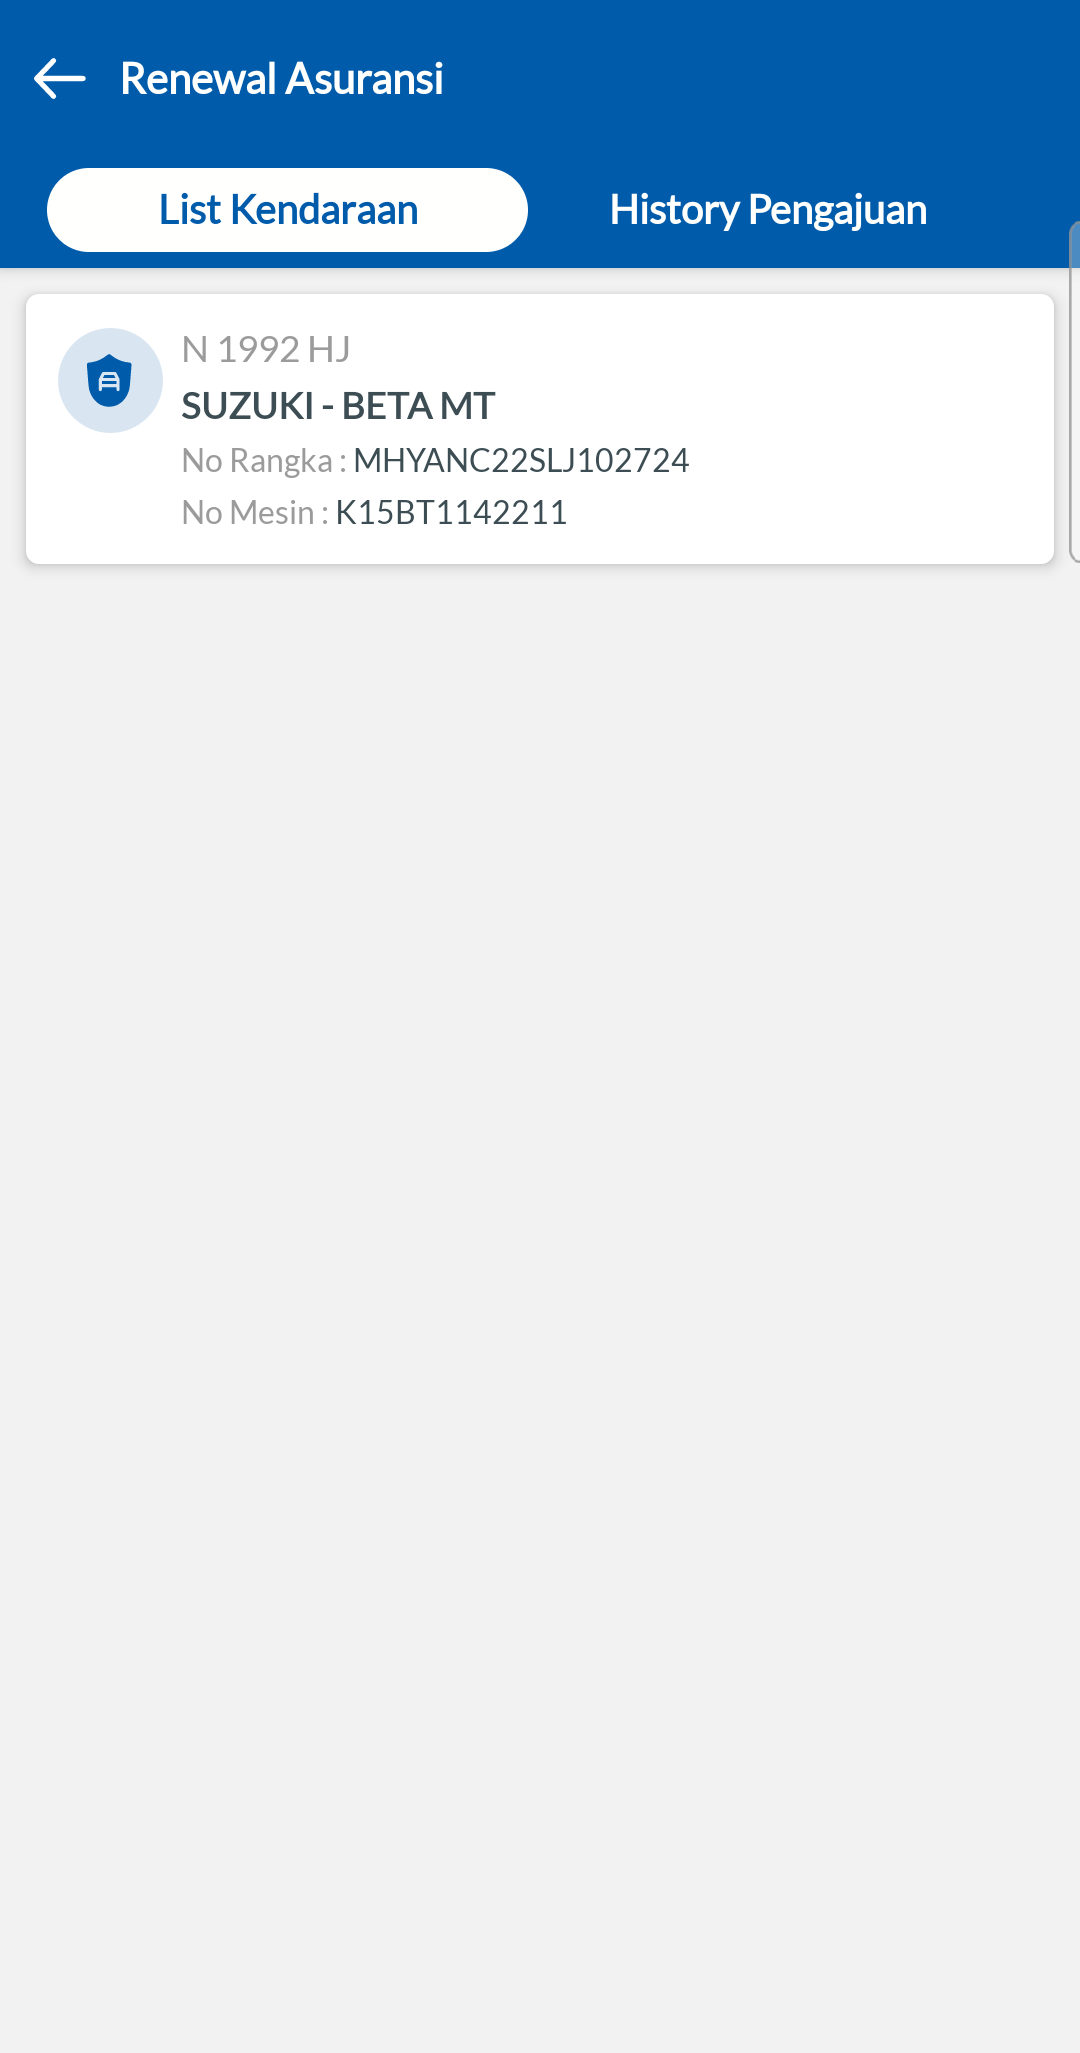 Renewal Asuransi
List Kendaraan
History Pengajuan
N 1992 HJ
SUZUKI - BETA MT
No Rangka : MHYANC22SLJ102724
No Mesin : K15BT1142211